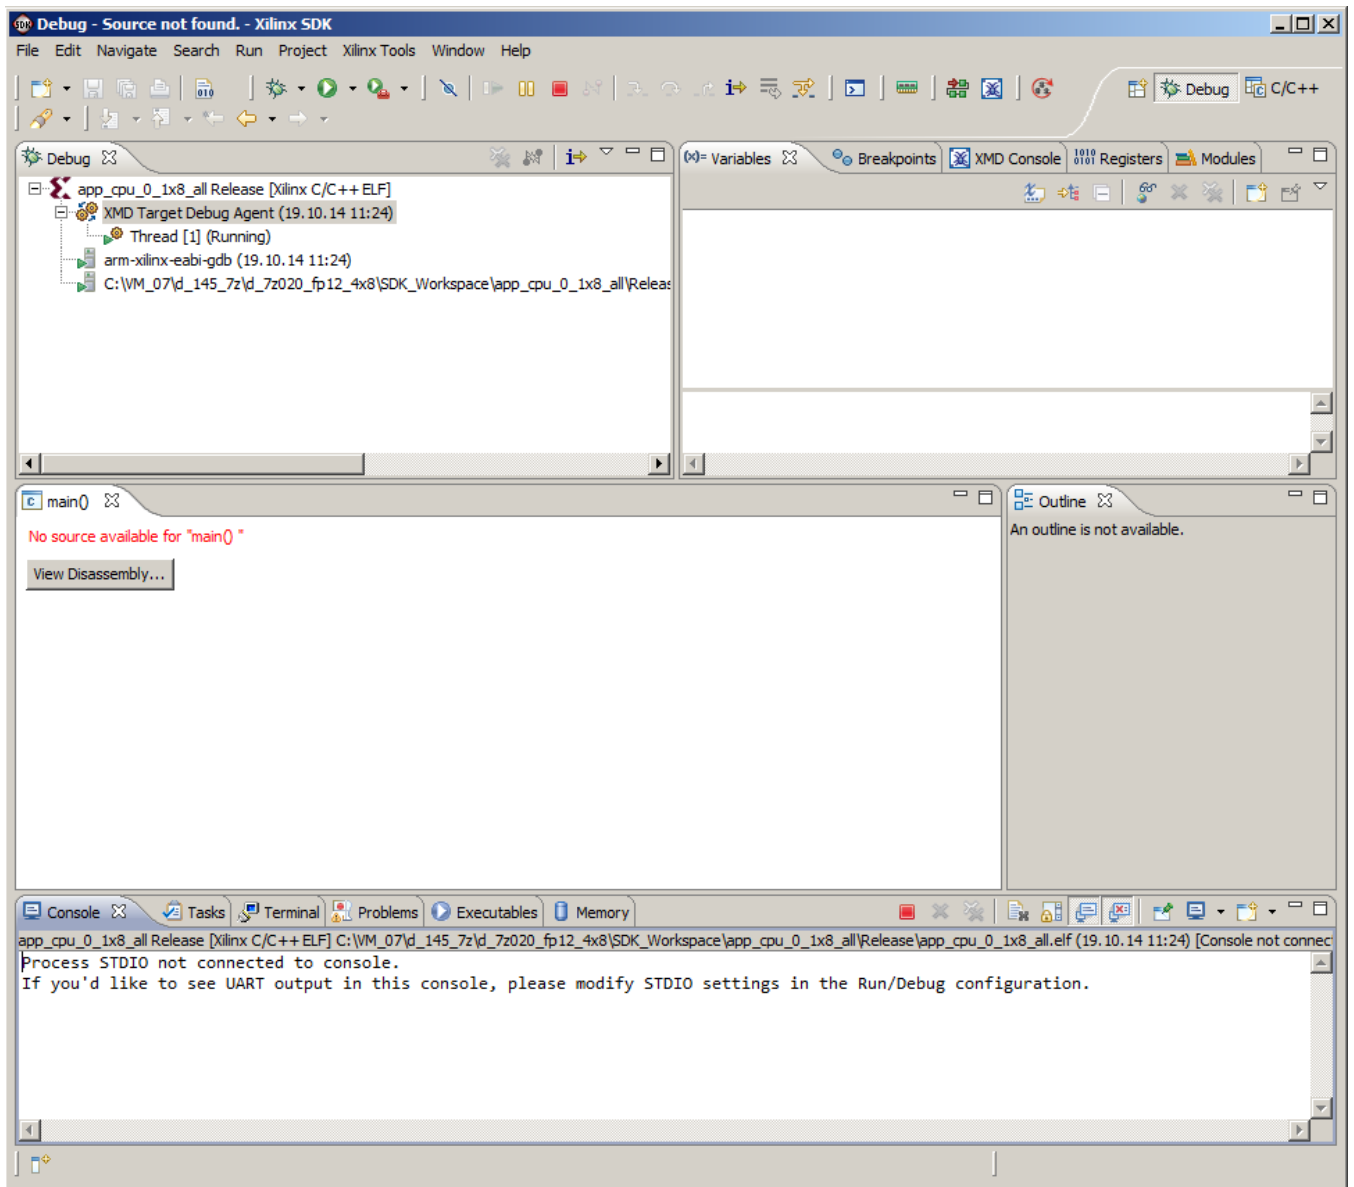 Debug - Source not found. - Xilinx SDK
File Edit Navigate Search Run Project Xilinx Tools Window Help
Debug C/C++
Debug
app_cpu_0_1x8_all Release [Xilinx C/C++ ELF]
XMD Target Debug Agent (19.10.14 11:24)
Thread [1] (Running)
arm-xilinx-eabi-gdb (19.10.14 11:24)
C:\VM_07\d_145_7z\d_7z020_fp12_4x8\SDK_Workspace\app_cpu_0_1x8_all\Releas
(x)= Variables Breakpoints XMD Console Registers Modules
main()
No source available for "main() "
View Disassembly...
Outline
An outline is not available.
Console Tasks Terminal Problems Executables Memory
app_cpu_0_1x8_all Release [Xilinx C/C++ ELF] C:\VM_07\d_145_7z\d_7z020_fp12_4x8\SDK_Workspace\app_cpu_0_1x8_all\Release\app_cpu_0_1x8_all.elf (19.10.14 11:24) [Console not connec
Process STDIO not connected to console.
If you'd like to see UART output in this console, please modify STDIO settings in the Run/Debug configuration.